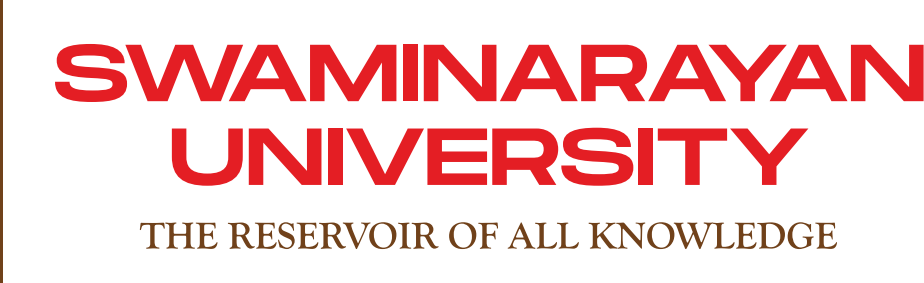 SWAMINARAYAN
UNIVERSITY
THE RESERVOIR OF ALL KNOWLEDGE